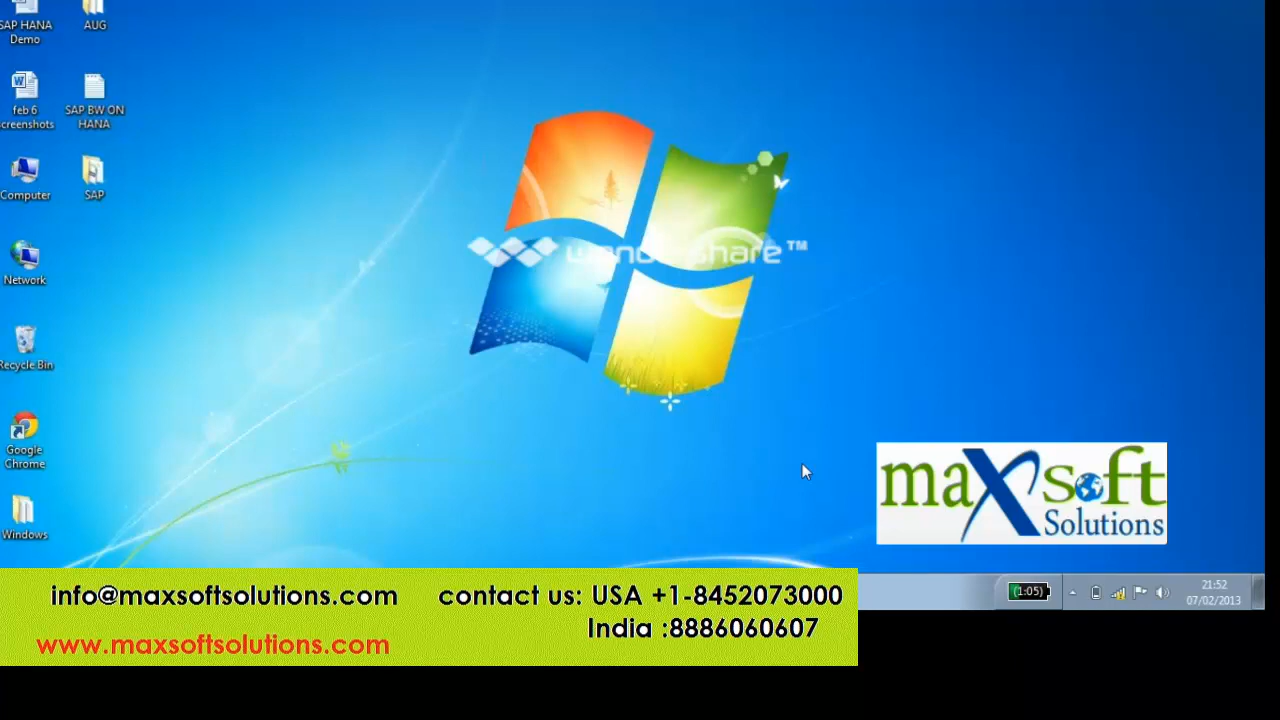 SAP HANA
Demo
AUG
feb 6
screenshots
SAP BW ON
HANA
Computer
SAP
wondershare™
Network
Recycle Bin
Google
Chrome
Windows
maxsoft
Solutions
(1:05)
21:52
07/02/2013
info@maxsoftsolutions.com
contact us: USA +1-8452073000
India :8886060607
www.maxsoftsolutions.com